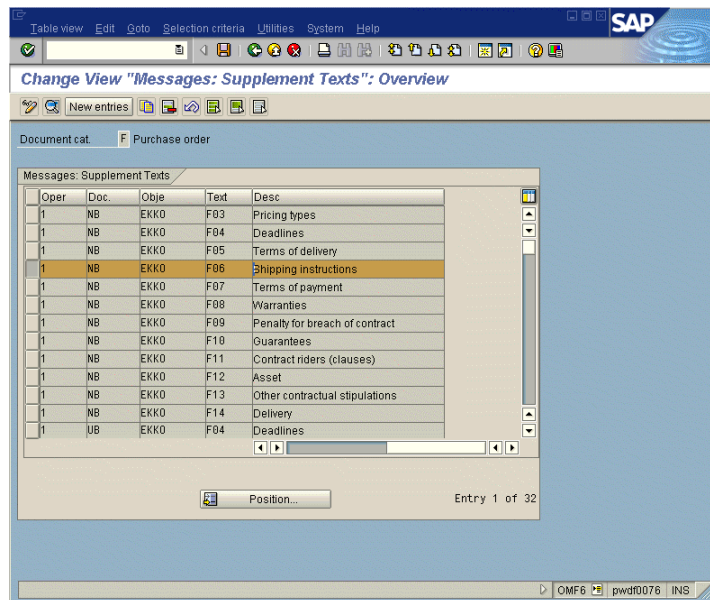 Table view Edit Goto Selection criteria Utilities System Help
SAP
Change View "Messages: Supplement Texts": Overview
New entries
Document cat. F Purchase order
Messages: Supplement Texts
Oper Doc. Obje Text Desc
1 NB EKKO F03 Pricing types
1 NB EKKO F04 Deadlines
1 NB EKKO F05 Terms of delivery
1 NB EKKO F06 Shipping instructions
1 NB EKKO F07 Terms of payment
1 NB EKKO F08 Warranties
1 NB EKKO F09 Penalty for breach of contract
1 NB EKKO F10 Guarantees
1 NB EKKO F11 Contract riders (clauses)
1 NB EKKO F12 Asset
1 NB EKKO F13 Other contractual stipulations
1 NB EKKO F14 Delivery
1 UB EKKO F04 Deadlines
Position... Entry 1 of 32
OMF6 pwdf0076 INS